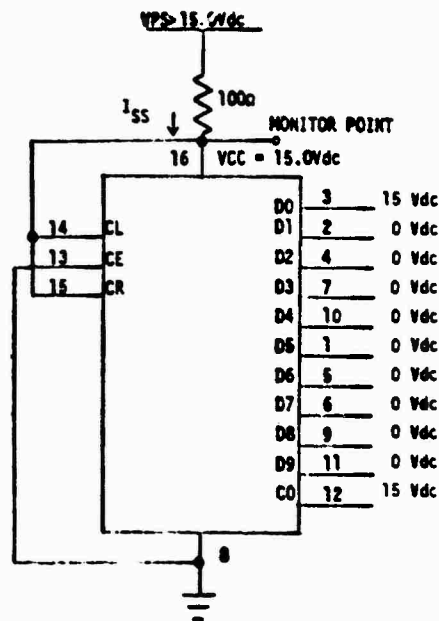 VPS>15.0Vdc
100Ω
ISS
MONITOR POINT
16 VCC = 15.0Vdc
D0 3 15 Vdc
14 CL D1 2 0 Vdc
13 CE D2 4 0 Vdc
15 CR D3 7 0 Vdc
D4 10 0 Vdc
D5 1 0 Vdc
D6 5 0 Vdc
D7 6 0 Vdc
D8 9 0 Vdc
D9 11 0 Vdc
CO 12 15 Vdc
8